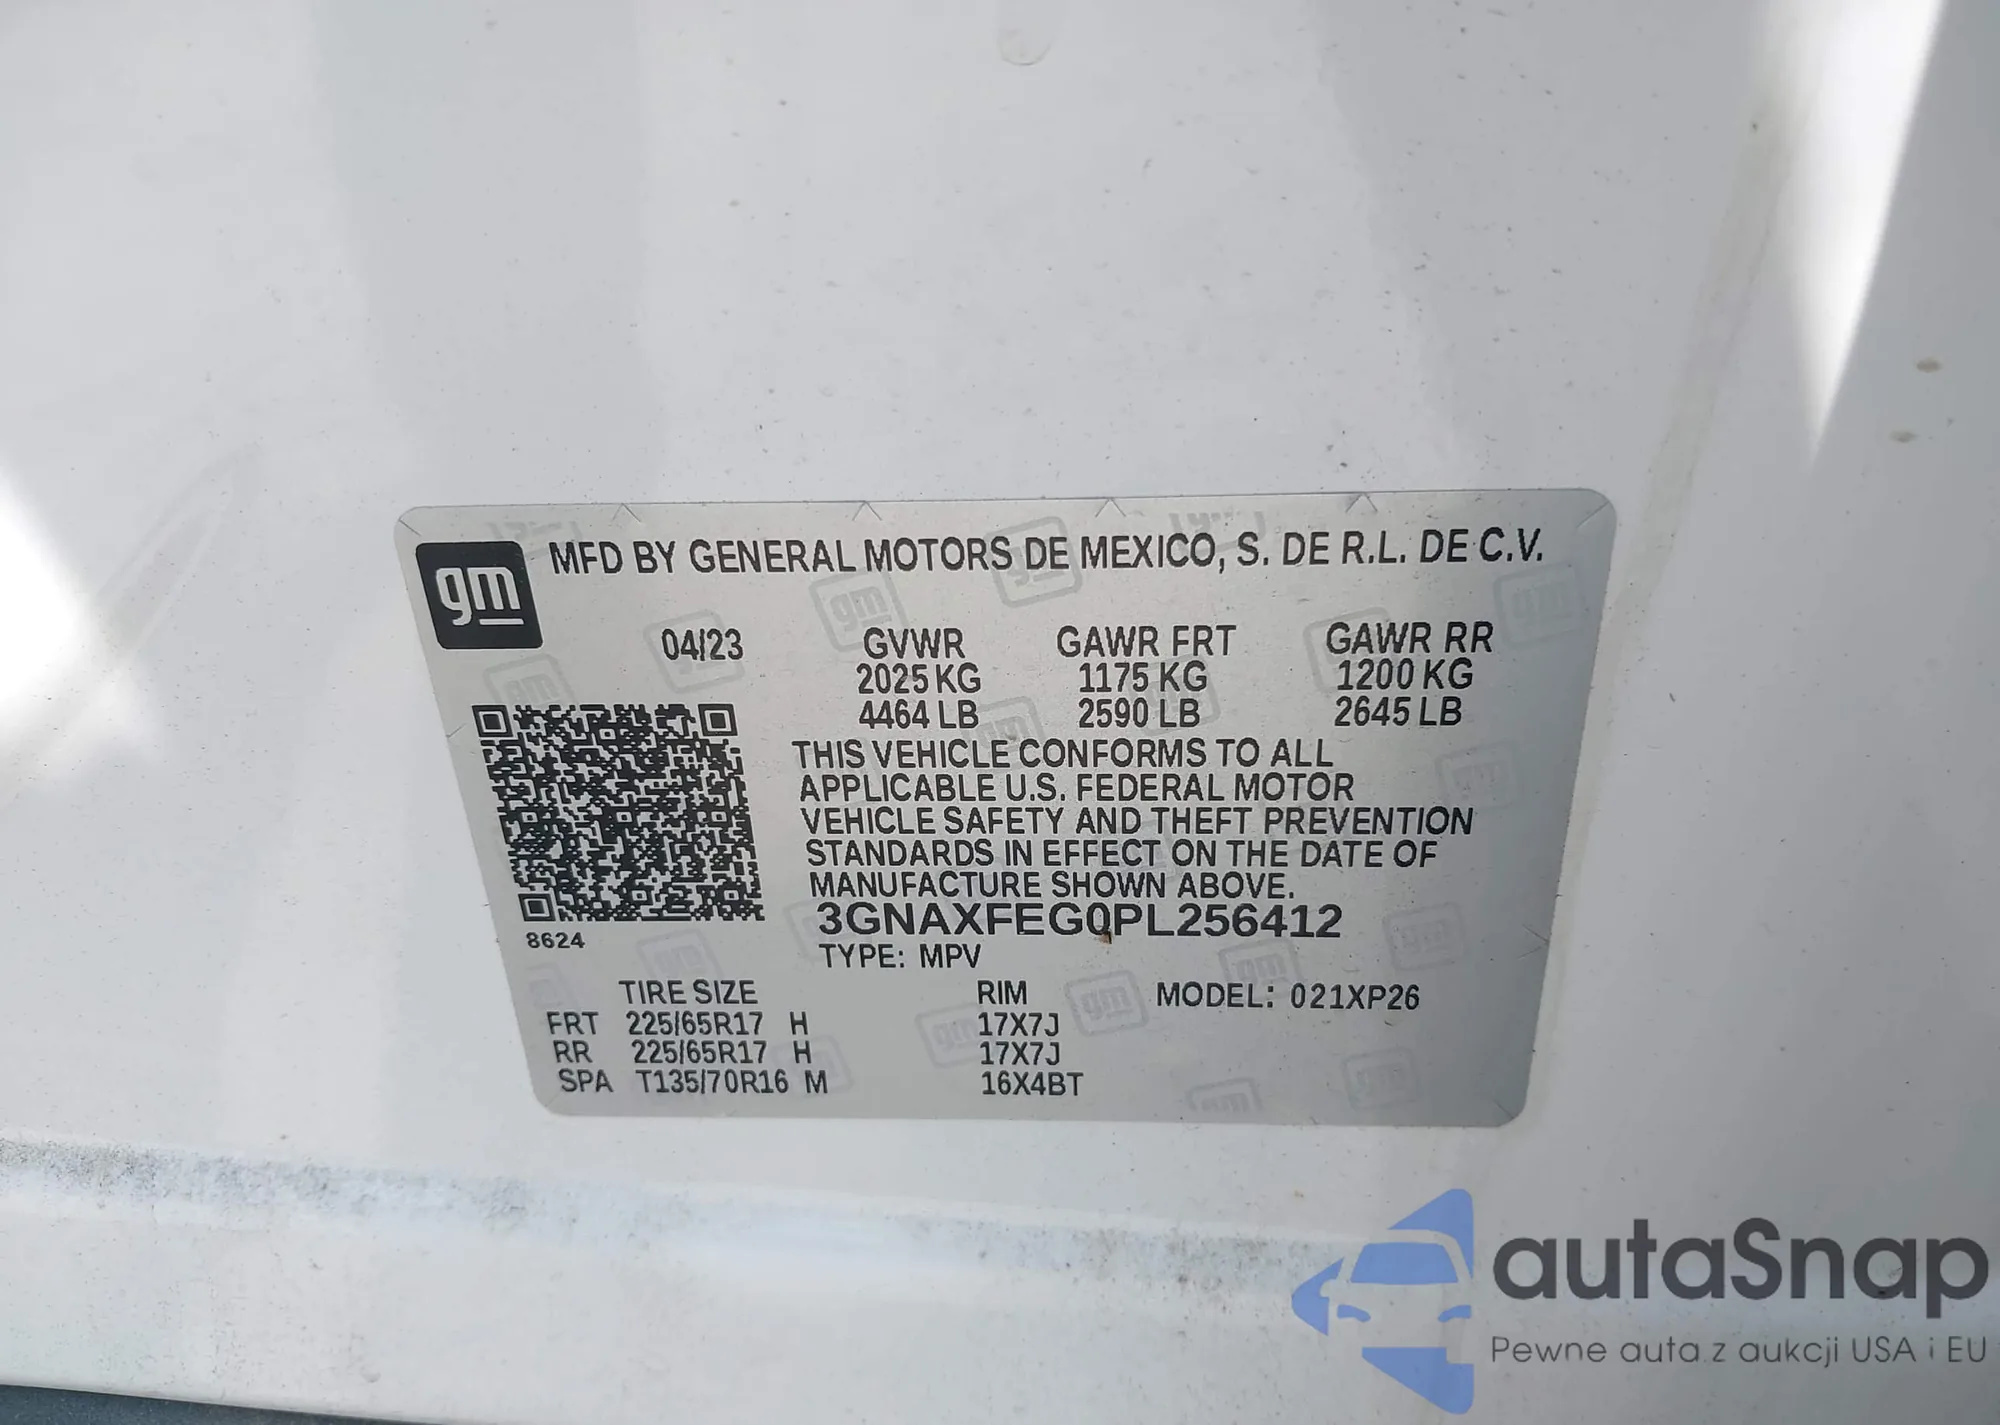 gm
MFD BY GENERAL MOTORS DE MEXICO, S. DE R.L. DE C.V.
04/23 GVWR GAWR FRT GAWR RR
2025 KG 1175 KG 1200 KG
4464 LB 2590 LB 2645 LB
THIS VEHICLE CONFORMS TO ALL
APPLICABLE U.S. FEDERAL MOTOR
VEHICLE SAFETY AND THEFT PREVENTION
STANDARDS IN EFFECT ON THE DATE OF
MANUFACTURE SHOWN ABOVE.
3GNAXFEG0PL256412
8624
TYPE: MPV
TIRE SIZE RIM MODEL: 021XP26
FRT 225/65R17 H 17X7J
RR 225/65R17 H 17X7J
SPA T135/70R16 M 16X4BT
autaSnap
Pewne auta z aukcji USA i EU